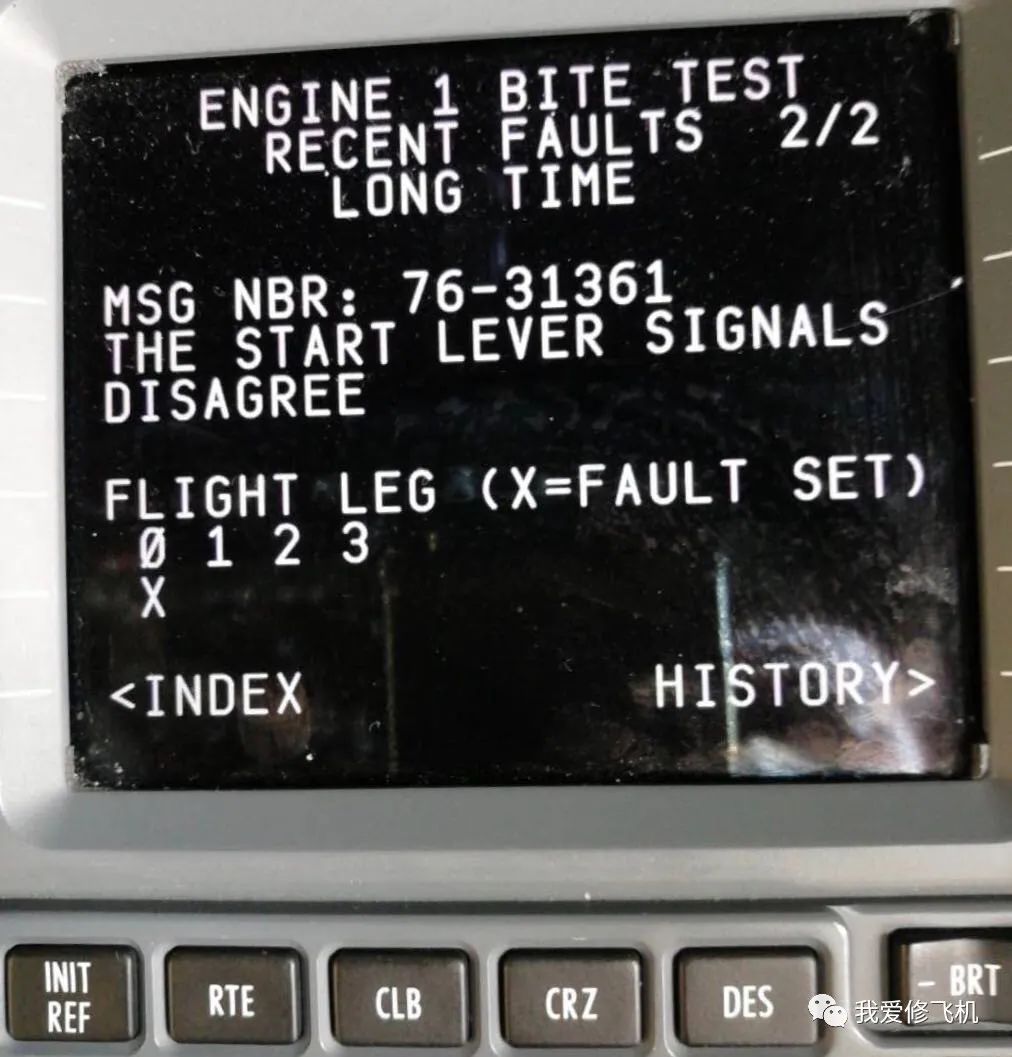 ENGINE 1 BITE TEST
RECENT FAULTS 2/2
LONG TIME
MSG NBR: 76-31361
THE START LEVER SIGNALS
DISAGREE
FLIGHT LEG (X=FAULT SET)
0 1 2 3
X
<INDEX HISTORY>
INIT REF
RTE
CLB
CRZ
DES
- BRT
我爱修飞机